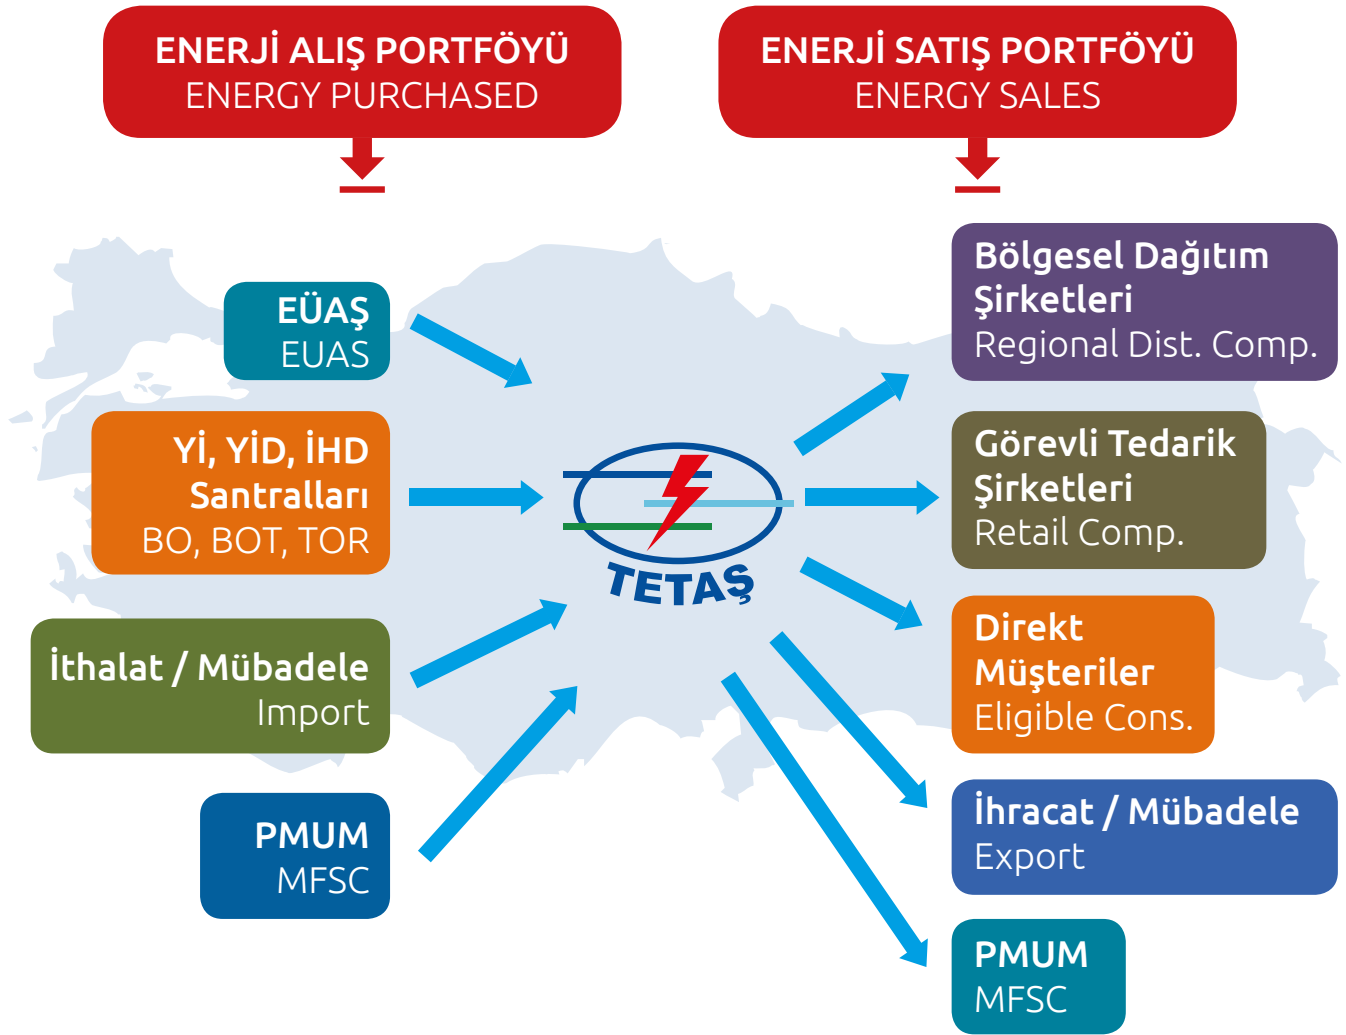 ENERJİ ALIŞ PORTFÖYÜ
ENERGY PURCHASED
ENERJİ SATIŞ PORTFÖYÜ
ENERGY SALES
EÜAŞ
EUAS
Yİ, YİD, İHD
Santralları
BO, BOT, TOR
İthalat / Mübadele
Import
PMUM
MFSC
TETAŞ
Bölgesel Dağıtım
Şirketleri
Regional Dist. Comp.
Görevli Tedarik
Şirketleri
Retail Comp.
Direkt
Müşteriler
Eligible Cons.
İhracat / Mübadele
Export
PMUM
MFSC